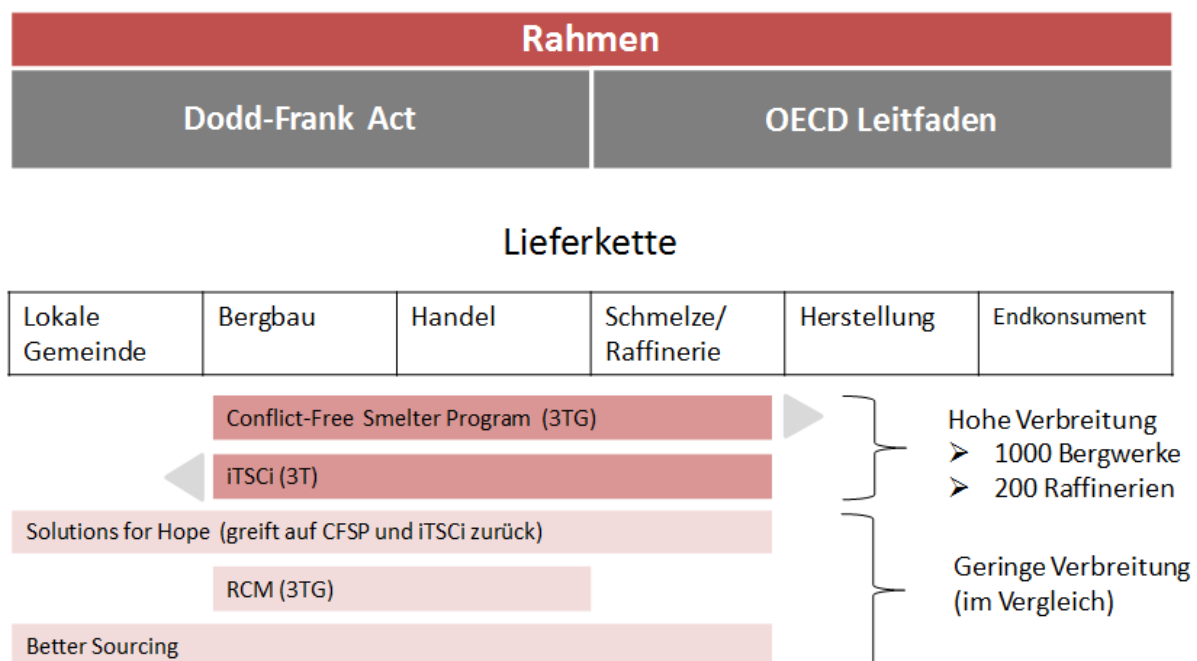 Rahmen
Dodd-Frank Act
OECD Leitfaden
Lieferkette
Lokale
Gemeinde
Bergbau
Handel
Schmelze/
Raffinerie
Herstellung
Endkonsument
Conflict-Free Smelter Program (3TG)
iTSCi (3T)
Hohe Verbreitung
➢ 1000 Bergwerke
➢ 200 Raffinerien
Solutions for Hope (greift auf CFSP und iTSCi zurück)
RCM (3TG)
Better Sourcing
Geringe Verbreitung
(im Vergleich)